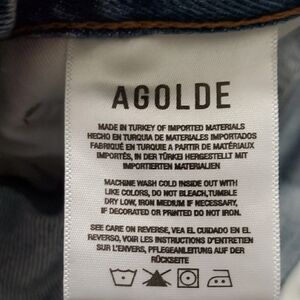 AGOLDE
MADE IN TURKEY OF IMPORTED MATERIALS
HECHO EN TURQUIA DE MATERIALES IMPORTADOS
FABRIQUÉ EN TURQUIE A PARTIR DE MATÉRIAUX
IMPORTÉS, IN DER TÜRKEI HERGESTELLT MIT
IMPORTIERTEN MATERIALIEN
MACHINE WASH COLD INSIDE OUT WITH
LIKE COLORS, DO NOT BLEACH,TUMBLE
DRY LOW, IRON MEDIUM IF NECESSARY,
IF DECORATED OR PRINTED DO NOT IRON.
SEE CARE ON REVERSE, VEA EL CUIDADO EN EL
REVERSO, VOIR LES INSTRUCTIONS D'ENTRETIEN
SUR L'ENVERS, PFLEGEANLEITUNG AUF DER
RÜCKSEITE